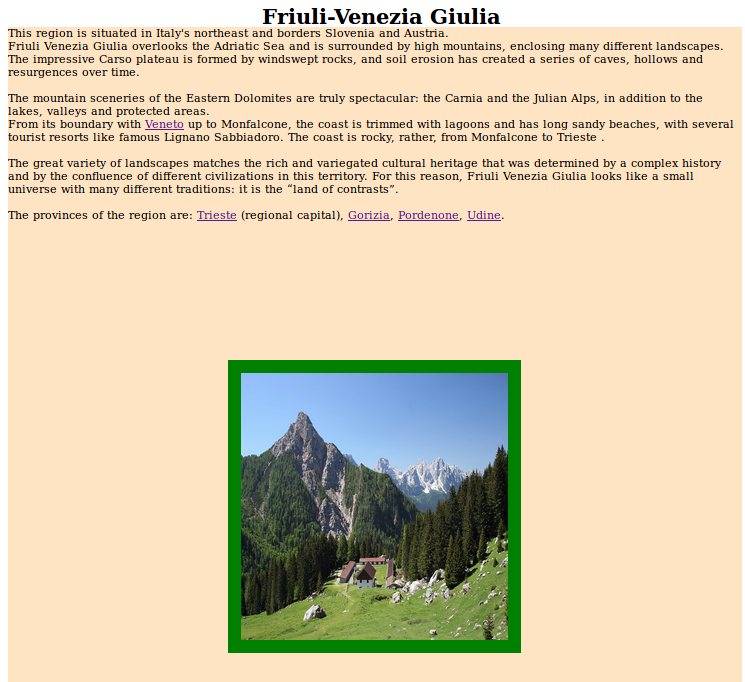 Friuli-Venezia Giulia
This region is situated in Italy's northeast and borders Slovenia and Austria.
Friuli Venezia Giulia overlooks the Adriatic Sea and is surrounded by high mountains, enclosing many different landscapes.
The impressive Carso plateau is formed by windswept rocks, and soil erosion has created a series of caves, hollows and
resurgences over time.
The mountain sceneries of the Eastern Dolomites are truly spectacular: the Carnia and the Julian Alps, in addition to the
lakes, valleys and protected areas.
From its boundary with Veneto up to Monfalcone, the coast is trimmed with lagoons and has long sandy beaches, with several
tourist resorts like famous Lignano Sabbiadoro. The coast is rocky, rather, from Monfalcone to Trieste .
The great variety of landscapes matches the rich and variegated cultural heritage that was determined by a complex history
and by the confluence of different civilizations in this territory. For this reason, Friuli Venezia Giulia looks like a small
universe with many different traditions: it is the “land of contrasts”.
The provinces of the region are: Trieste (regional capital), Gorizia, Pordenone, Udine.